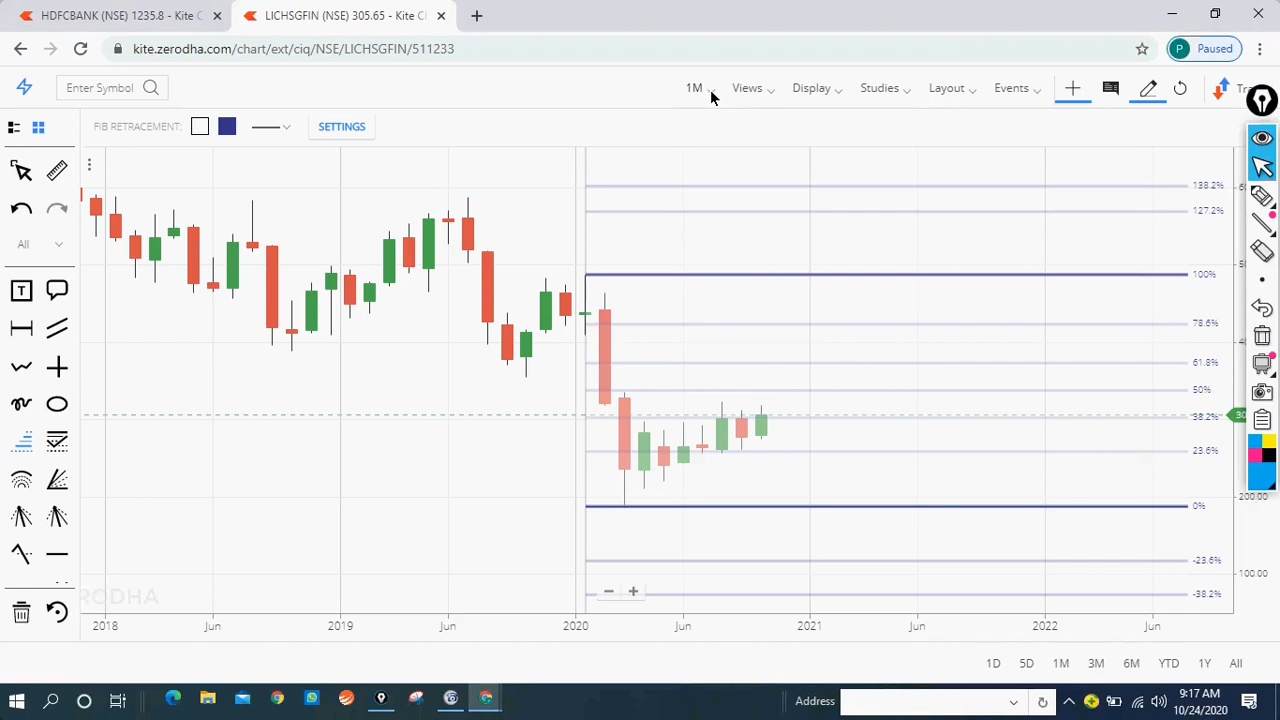 HDFCBANK (NSE) 1235.8 - Kite C
LICHSGFIN (NSE) 305.65 - Kite C
kite.zerodha.com/chart/ext/ciq/NSE/LICHSGFIN/511233
P
Paused
Enter Symbol
1M
Views
Display
Studies
Layout
Events
FIB RETRACEMENT:
SETTINGS
All
T
138.2%
127.2%
100%
78.6%
61.8%
50%
38.2%
23.6%
200.00
0%
-23.6%
100.00
-38.2%
2018
Jun
2019
Jun
2020
Jun
2021
Jun
2022
Jun
1D
5D
1M
3M
6M
YTD
1Y
All
Address
9:17 AM
10/24/2020